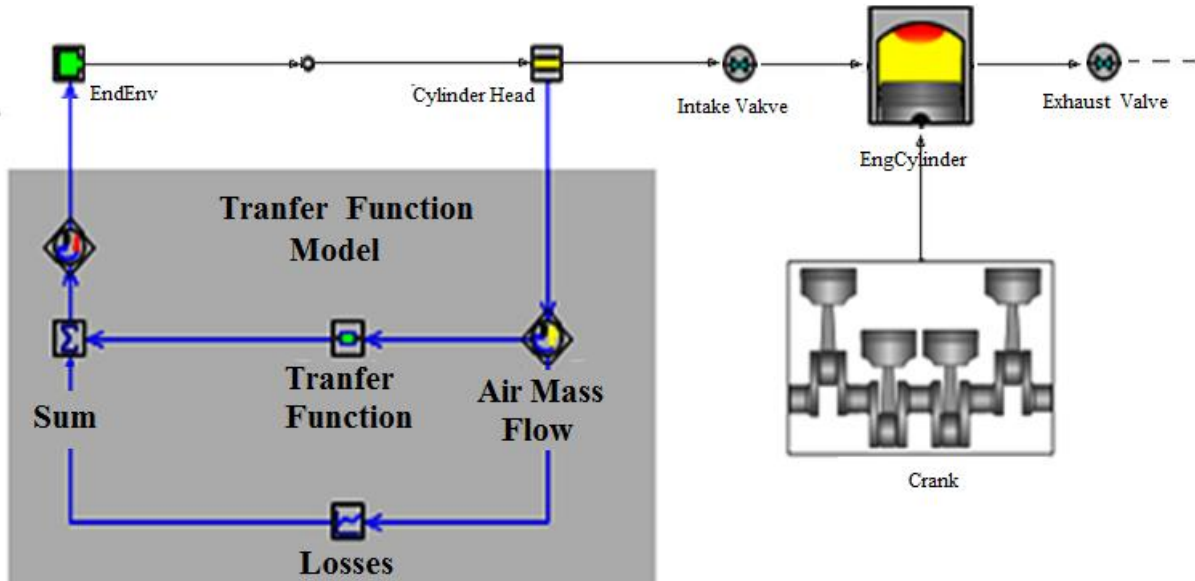 EndEnv
Cylinder Head
Intake Vakve
Exhaust Valve
EngCylinder
Tranfer Function
Model
Σ
Tranfer
Function
Air Mass
Flow
Sum
Crank
Losses